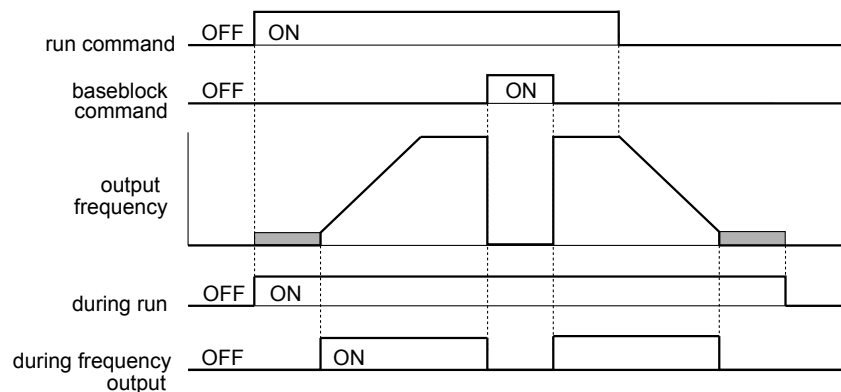 run command OFF ON
baseblock
command OFF ON
output
frequency
during run OFF ON
during frequency
output OFF ON